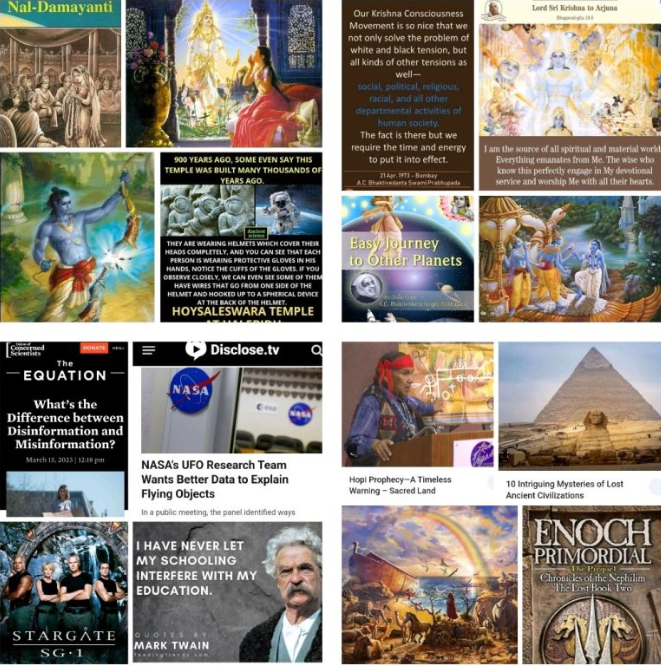 Nal-Damayanti
900 YEARS AGO, SOME EVEN SAY THIS
TEMPLE WAS BUILT MANY THOUSANDS OF
YEARS AGO.
Ancient
science
THEY ARE WEARING HELMETS WHICH COVER THEIR
HEADS COMPLETELY, AND YOU CAN SEE THAT EACH
PERSON IS WEARING PROTECTIVE GLOVES IN HIS
HANDS, NOTICE THE CUFFS OF THE GLOVES. IF YOU
OBSERVE CLOSELY, WE CAN EVEN SEE SOME OF THEM
HAVE WIRES THAT GO FROM ONE SIDE OF THE
HELMET AND HOOKED UP TO A SPHERICAL DEVICE
AT THE BACK OF THE HELMET.
HOYSALESWARA TEMPLE
Our Krishna Consciousness
Movement is so nice that we
not only solve the problem of
white and black tension, but
all kinds of other tensions as
well—
social, political, religious,
racial, and all other
departmental activities of
human society.
The fact is there but we
require the time and energy
to put it into effect.
21 Apr. 1973 - Bombay
A.C. Bhaktivedanta Swami Prabhupada
Lord Sri Krishna to Arjuna
I am the source of all spiritual and material world
Everything emanates from Me. The wise who
know this perfectly engage in My devotional
service and worship Me with all their hearts.
Easy Journey
to Other Planets
Union of
Concerned
Scientists
DONATE
MENU
The
EQUATION
What's the
Difference between
Disinformation and
Misinformation?
March 13, 2023 | 12:18 pm
Disclose.tv
NASA
NASA
NASA's UFO Research Team
Wants Better Data to Explain
Flying Objects
In a public meeting, the panel identified ways
STARGATE
SG·1
I HAVE NEVER LET
MY SCHOOLING
INTERFERE WITH MY
EDUCATION.
QUOTES BY
MARK TWAIN
Hopi Prophecy—A Timeless
Warning – Sacred Land
10 Intriguing Mysteries of Lost
Ancient Civilizations
ENOCH
PRIMORDIAL
The Prequel
Chronicles of the Nephilim
The Lost Book Two